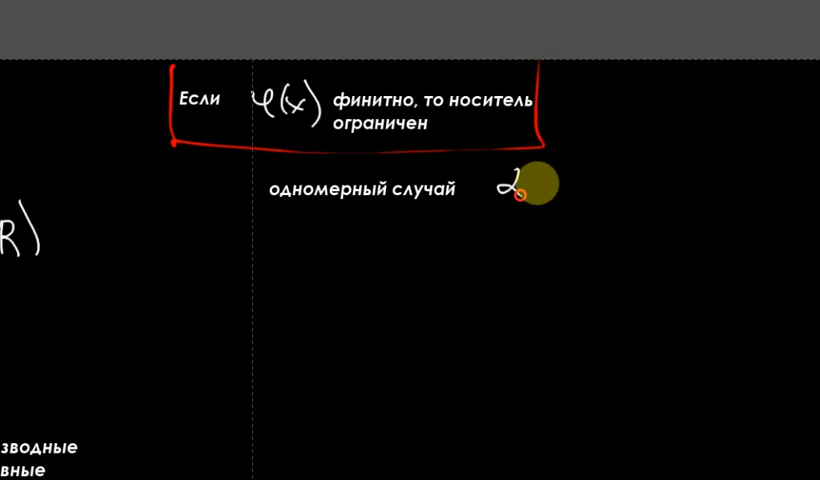 Если φ(x) финитно, то носитель
ограничен
одномерный случай α
R)
зводные
вные